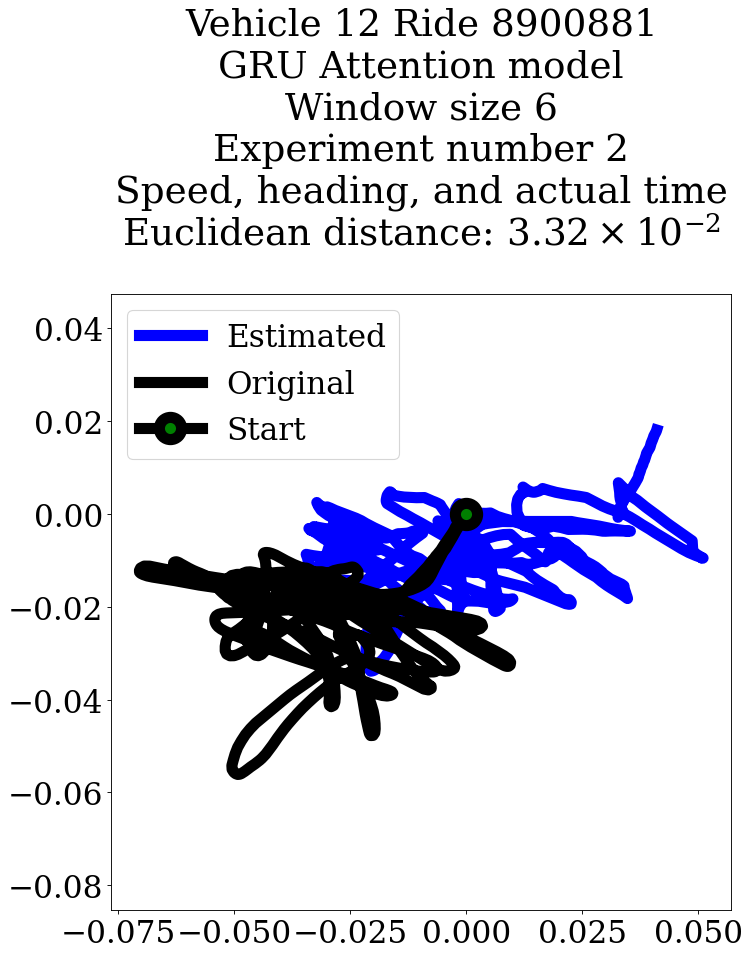 Vehicle 12 Ride 8900881
GRU Attention model
Window size 6
Experiment number 2
Speed, heading, and actual time
Euclidean distance: 3.32 × 10⁻²
Estimated
Original
Start
0.04
0.02
0.00
−0.02
−0.04
−0.06
−0.08
−0.075 −0.050 −0.025 0.000 0.025 0.050